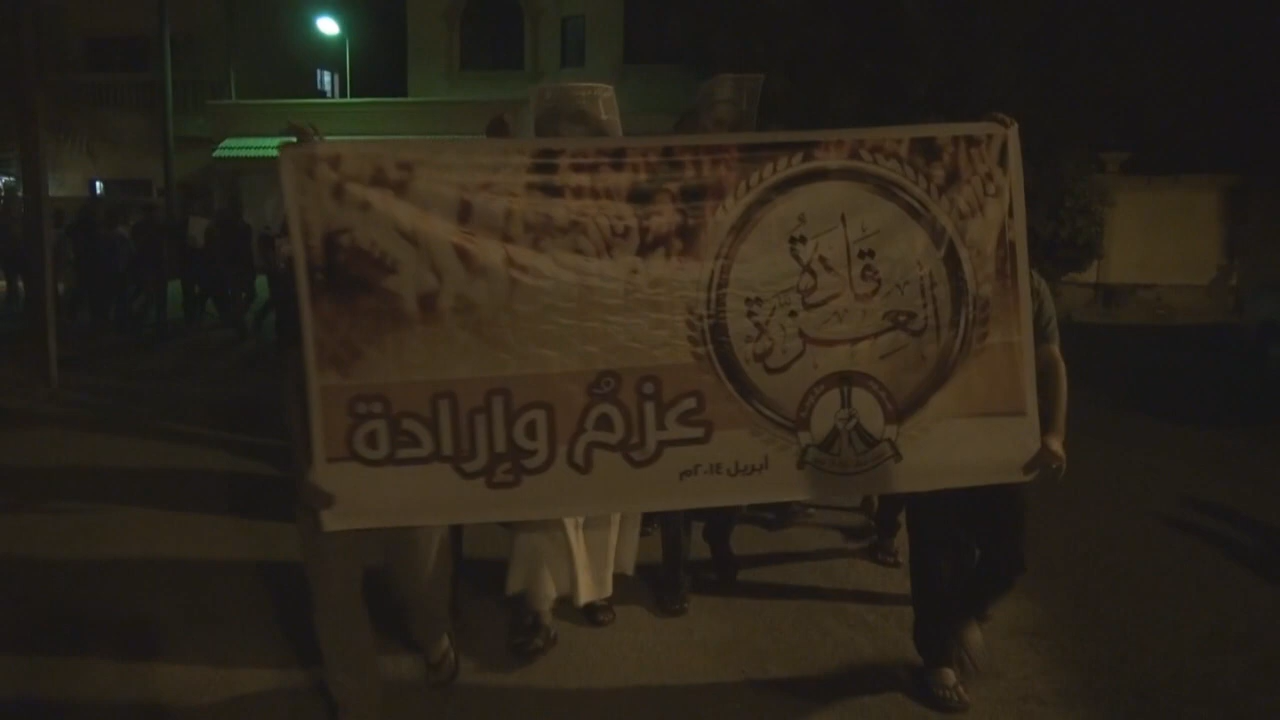 قادة
العزة
عزمٌ وإرادة
أبريل ٢٠١٤م